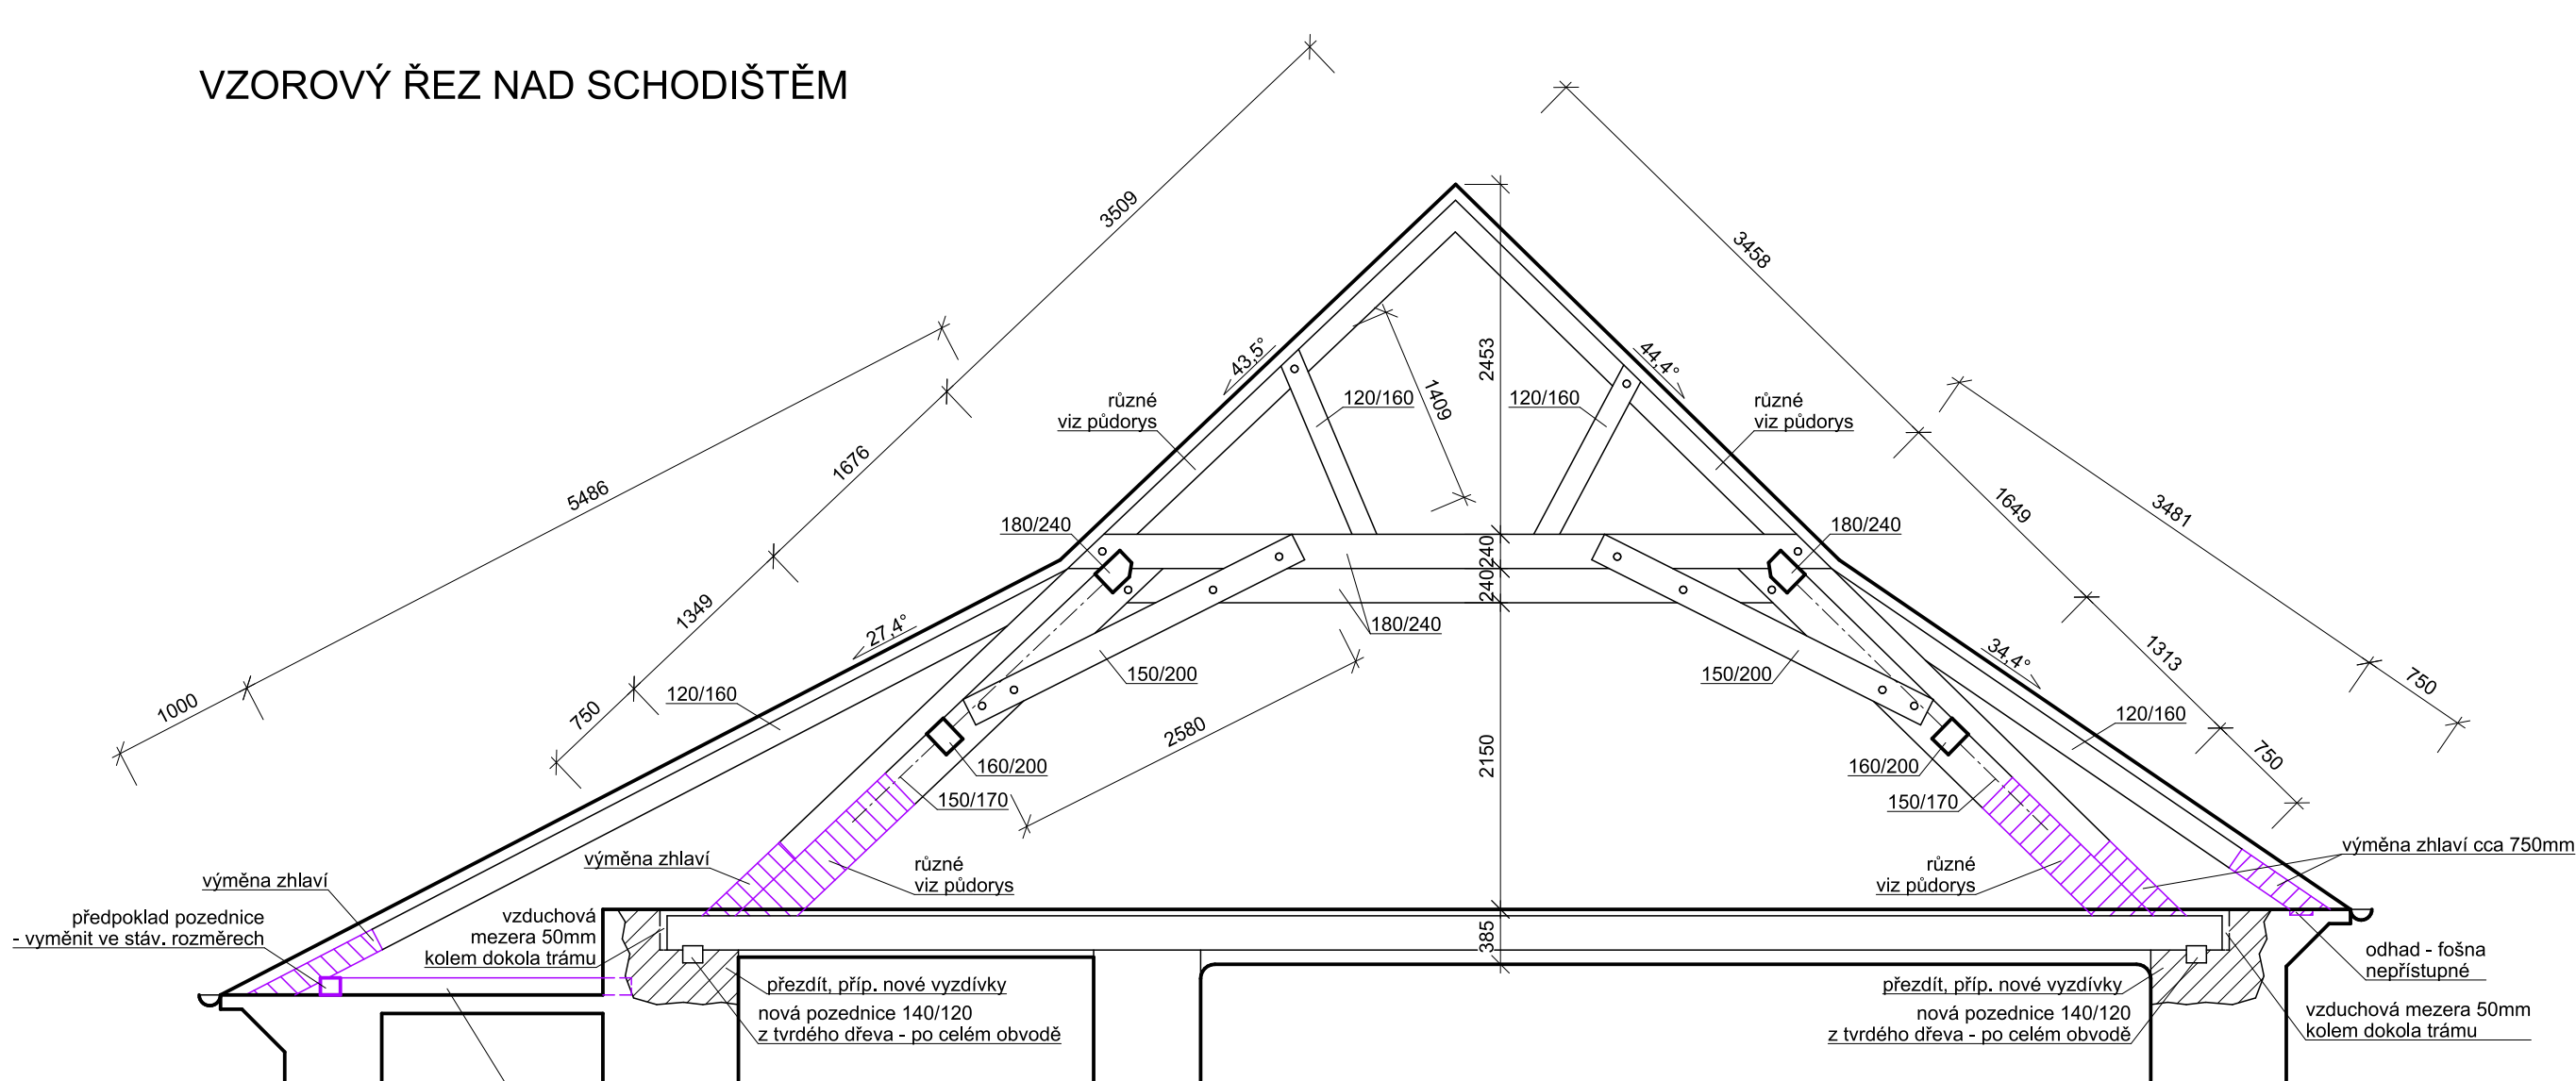 VZOROVÝ ŘEZ NAD SCHODIŠTĚM
3509
3458
2453
43,5°
44,4°
1409
120/160
120/160
různé
viz půdorys
různé
viz půdorys
5486
1676
1649
3481
180/240
180/240
240
240
1349
1313
180/240
27,4°
34,4°
150/200
150/200
1000
750
120/160
2580
2150
120/160
750
750
160/200
160/200
150/170
150/170
výměna zhlaví
různé
viz půdorys
různé
viz půdorys
výměna zhlaví cca 750mm
výměna zhlaví
předpoklad pozednice
- vyměnit ve stáv. rozměrech
vzduchová
mezera 50mm
kolem dokola trámu
385
odhad - fošna
nepřístupné
přezdít, příp. nové vyzdívky
přezdít, příp. nové vyzdívky
nová pozednice 140/120
z tvrdého dřeva - po celém obvodě
nová pozednice 140/120
z tvrdého dřeva - po celém obvodě
vzduchová mezera 50mm
kolem dokola trámu